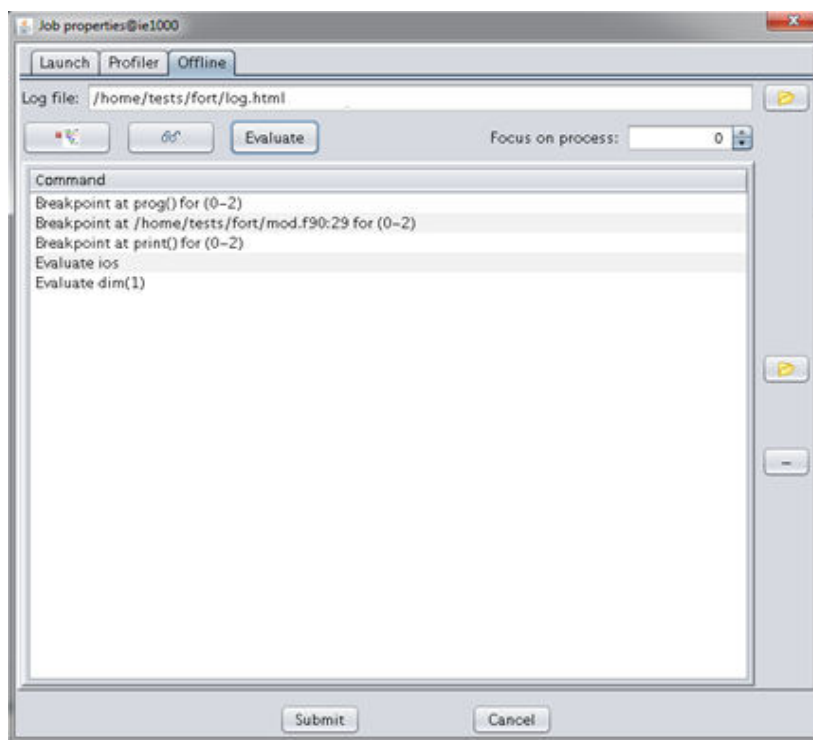 Job properties@ie1000
Launch Profiler Offline
Log file: /home/tests/fort/log.html
Evaluate Focus on process: 0
Command
Breakpoint at prog() for (0-2)
Breakpoint at /home/tests/fort/mod.f90:29 for (0-2)
Breakpoint at print() for (0-2)
Evaluate ios
Evaluate dim(1)
Submit Cancel